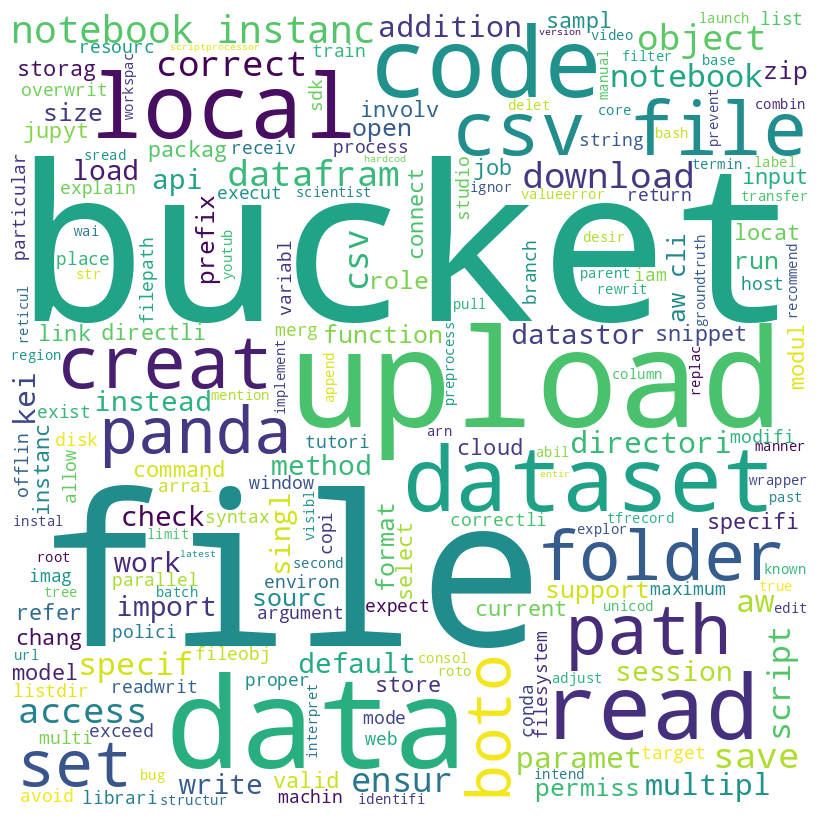 notebook instanc
addition
sampl
launch
list
scriptprocessor
version
video
object
resourc
train
code
filter
base
storag
correct
local
manual
notebook
zip
overwrit
workspac
sdk
involv
delet
core
prevent
combin
size
open
csv
file
jupyt
packag
receiv
process
string
bash
termin
label
sread
hardcod
load
api
datafram
job
download
input
particular
explain
execut
scientist
connect
studio
ignor
valueerror
return
transfer
bucket
prefix
csv
wai
variabl
desir
locat
place
filepath
youtub
role
branch
parent
iam
aw cli
groundtruth
run
recommend
str
rewrit
host
reticul
pull
link
directli
merg
function
datastor
snippet
region
creat
implement
upload
preprocess
column
replac
modul
kei
instead
mention
append
exist
panda
arn
offlin
instanc
disk
tutori
cloud
abil
directori
modifi
manner
allow
command
method
window
dataset
entir
wrapper
arrai
past
instal
file
check
syntax
singl
visibl
copi
format
select
correctli
tfrecord
specifi
limit
root
work
latest
second
folder
explor
known
tree
imag
parallel
batch
environ
expect
support
maximum
unicod
true
refer
import
sourc
argument
current
aw
edit
chang
polici
path
url
specif
fileobj
default
consol
boto
conda
filesystem
session
script
model
roto
adjust
listdir
readwrit
proper
interpret
store
data
read
access
mode
multi
exceed
web
paramet
target
save
set
bug
write
valid
ensur
intend
avoid
librari
structur
machin
identifi
permiss
multipl